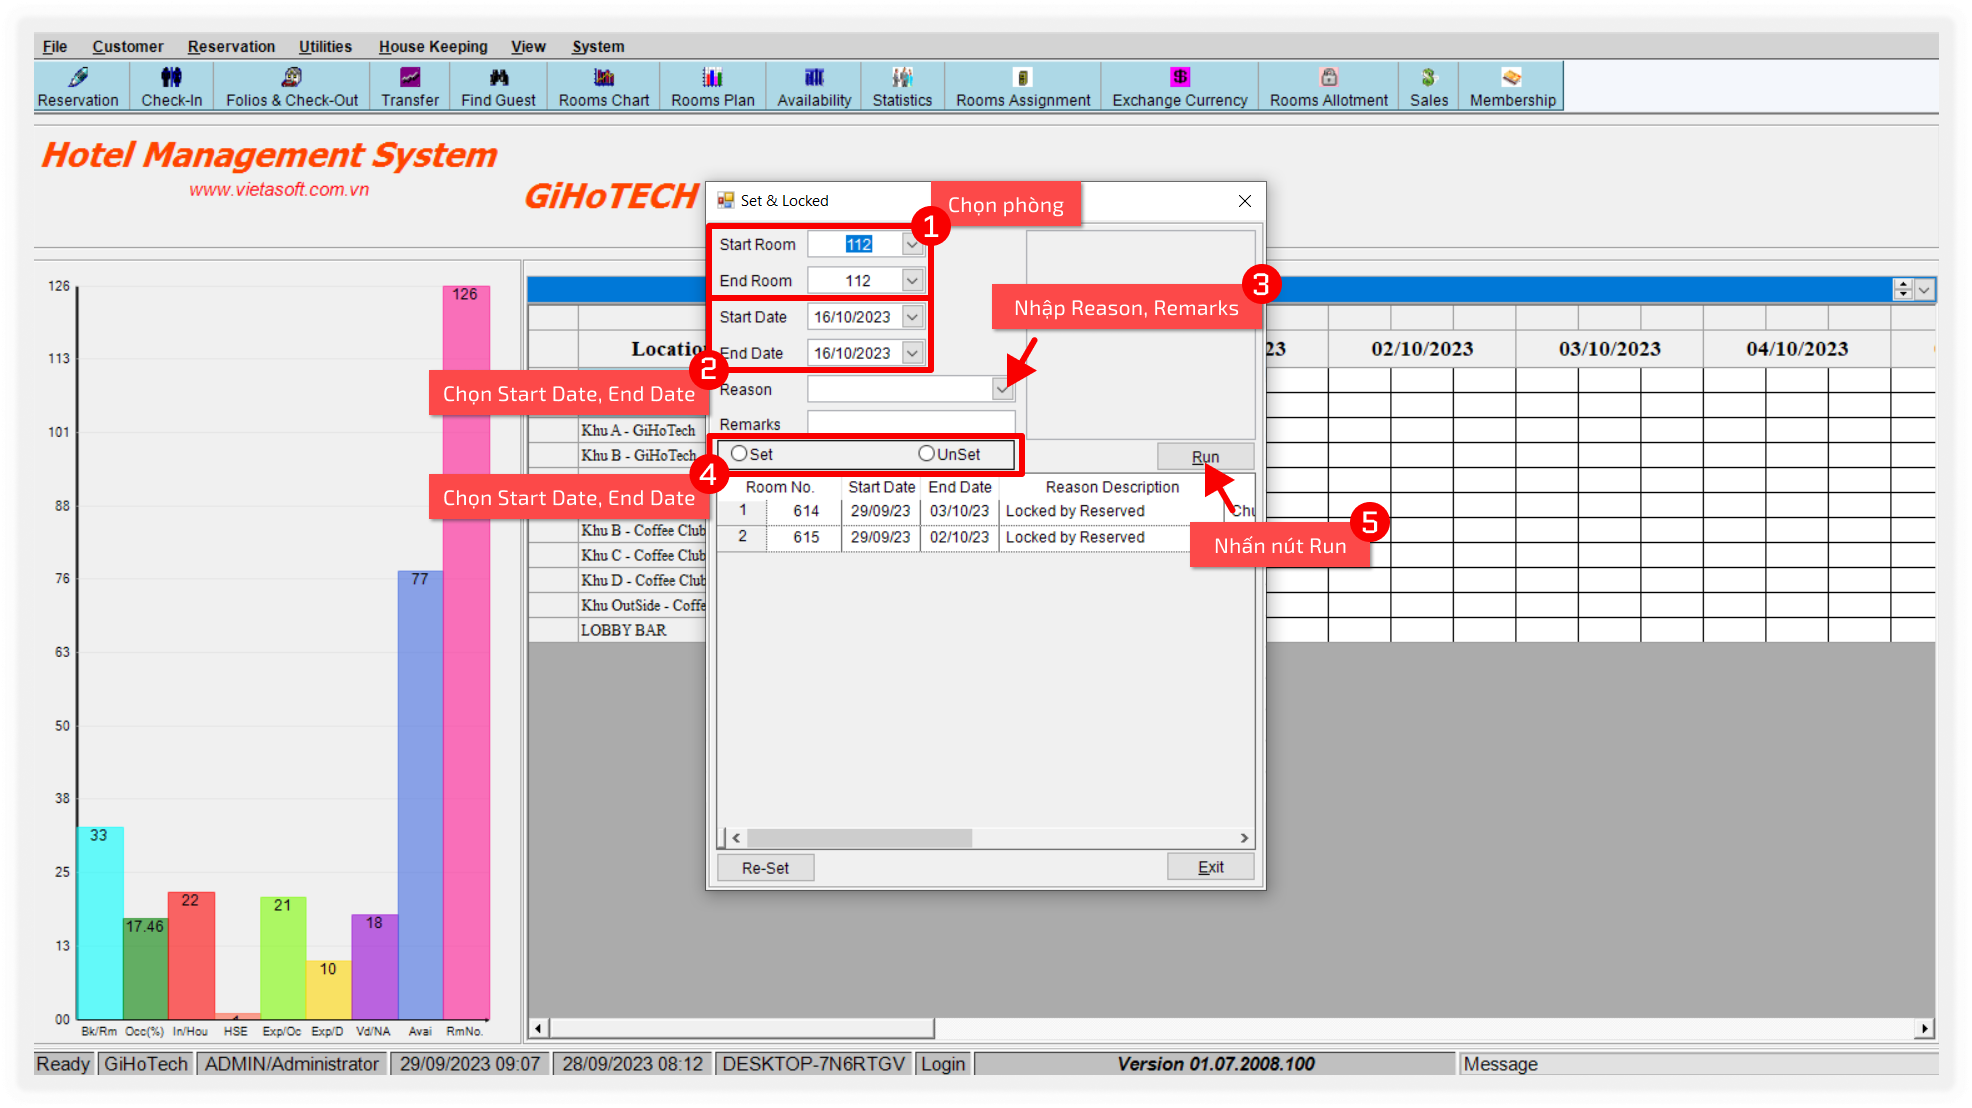 File Customer Reservation Utilities House Keeping View System
Reservation Check-In Folios & Check-Out Transfer Find Guest Rooms Chart Rooms Plan Availability Statistics Rooms Assignment Exchange Currency Rooms Allotment Sales Membership
Hotel Management System
www.vietasoft.com.vn
GiHoTECH
Set & Locked
Chọn phòng
1
Start Room 112
End Room 112
Start Date 16/10/2023
End Date 16/10/2023
2
Chọn Start Date, End Date
3
Nhập Reason, Remarks
Reason
Remarks
Set UnSet
Run
4
Chọn Start Date, End Date
Room No. Start Date End Date Reason Description
1 614 29/09/23 03/10/23 Locked by Reserved
2 615 29/09/23 02/10/23 Locked by Reserved
5
Nhấn nút Run
Re-Set Exit
23 02/10/2023 03/10/2023 04/10/2023
Khu A - GiHoTech
Khu B - GiHoTech
Khu B - Coffee Club
Khu C - Coffee Club
Khu D - Coffee Club
Khu OutSide - Coffe
LOBBY BAR
126
113
101
88
76
63
50
38
25
13
00
33 17.46 22 21 10 18 77 126
Bk/Rm Occ(%) In/Hou HSE Exp/Oc Exp/D Vd/NA Avai RmNo.
Ready GiHoTech ADMIN/Administrator 29/09/2023 09:07 28/09/2023 08:12 DESKTOP-7N6RTGV Login Version 01.07.2008.100 Message